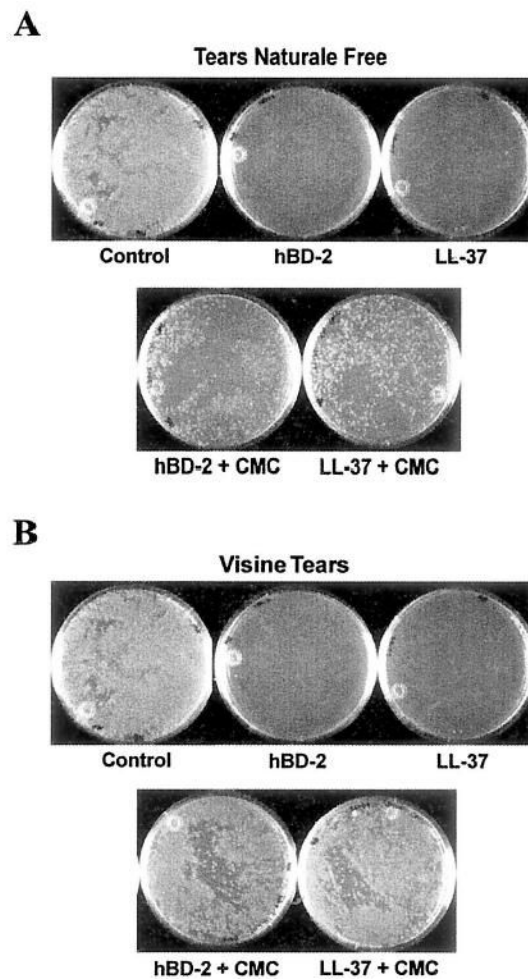 A
Tears Naturale Free
Control hBD-2 LL-37
hBD-2 + CMC LL-37 + CMC
B
Visine Tears
Control hBD-2 LL-37
hBD-2 + CMC LL-37 + CMC